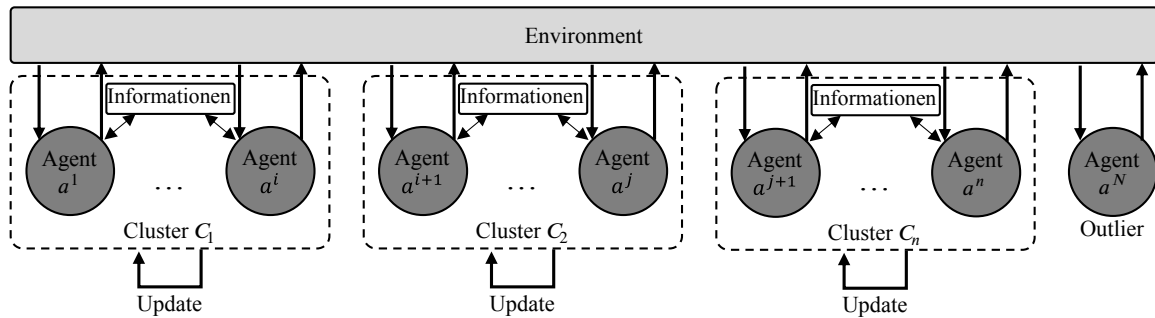 Environment
Informationen
Informationen
Informationen
Agent
a¹
...
Agent
aⁱ
Agent
aⁱ⁺¹
...
Agent
aʲ
Agent
aʲ⁺¹
...
Agent
aⁿ
Agent
aᴺ
Cluster C₁
Cluster C₂
Cluster Cₙ
Outlier
Update
Update
Update